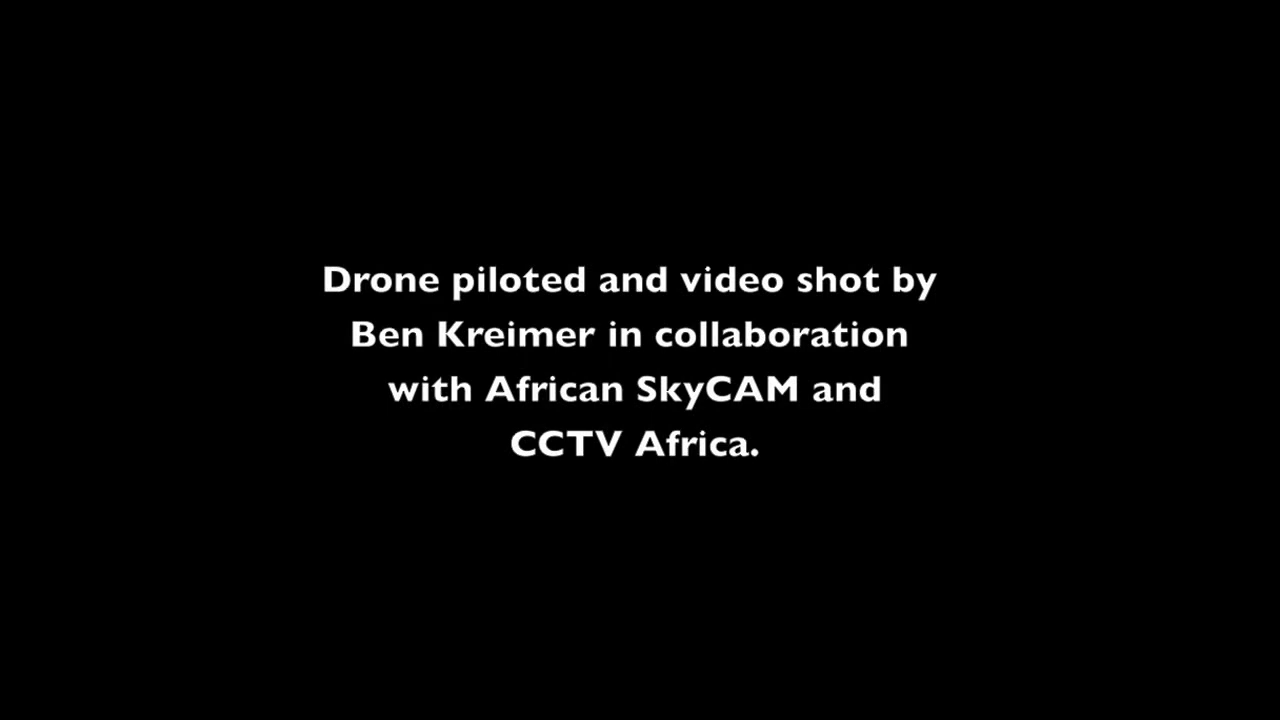 Drone piloted and video shot by
Ben Kreimer in collaboration
with African SkyCAM and
CCTV Africa.